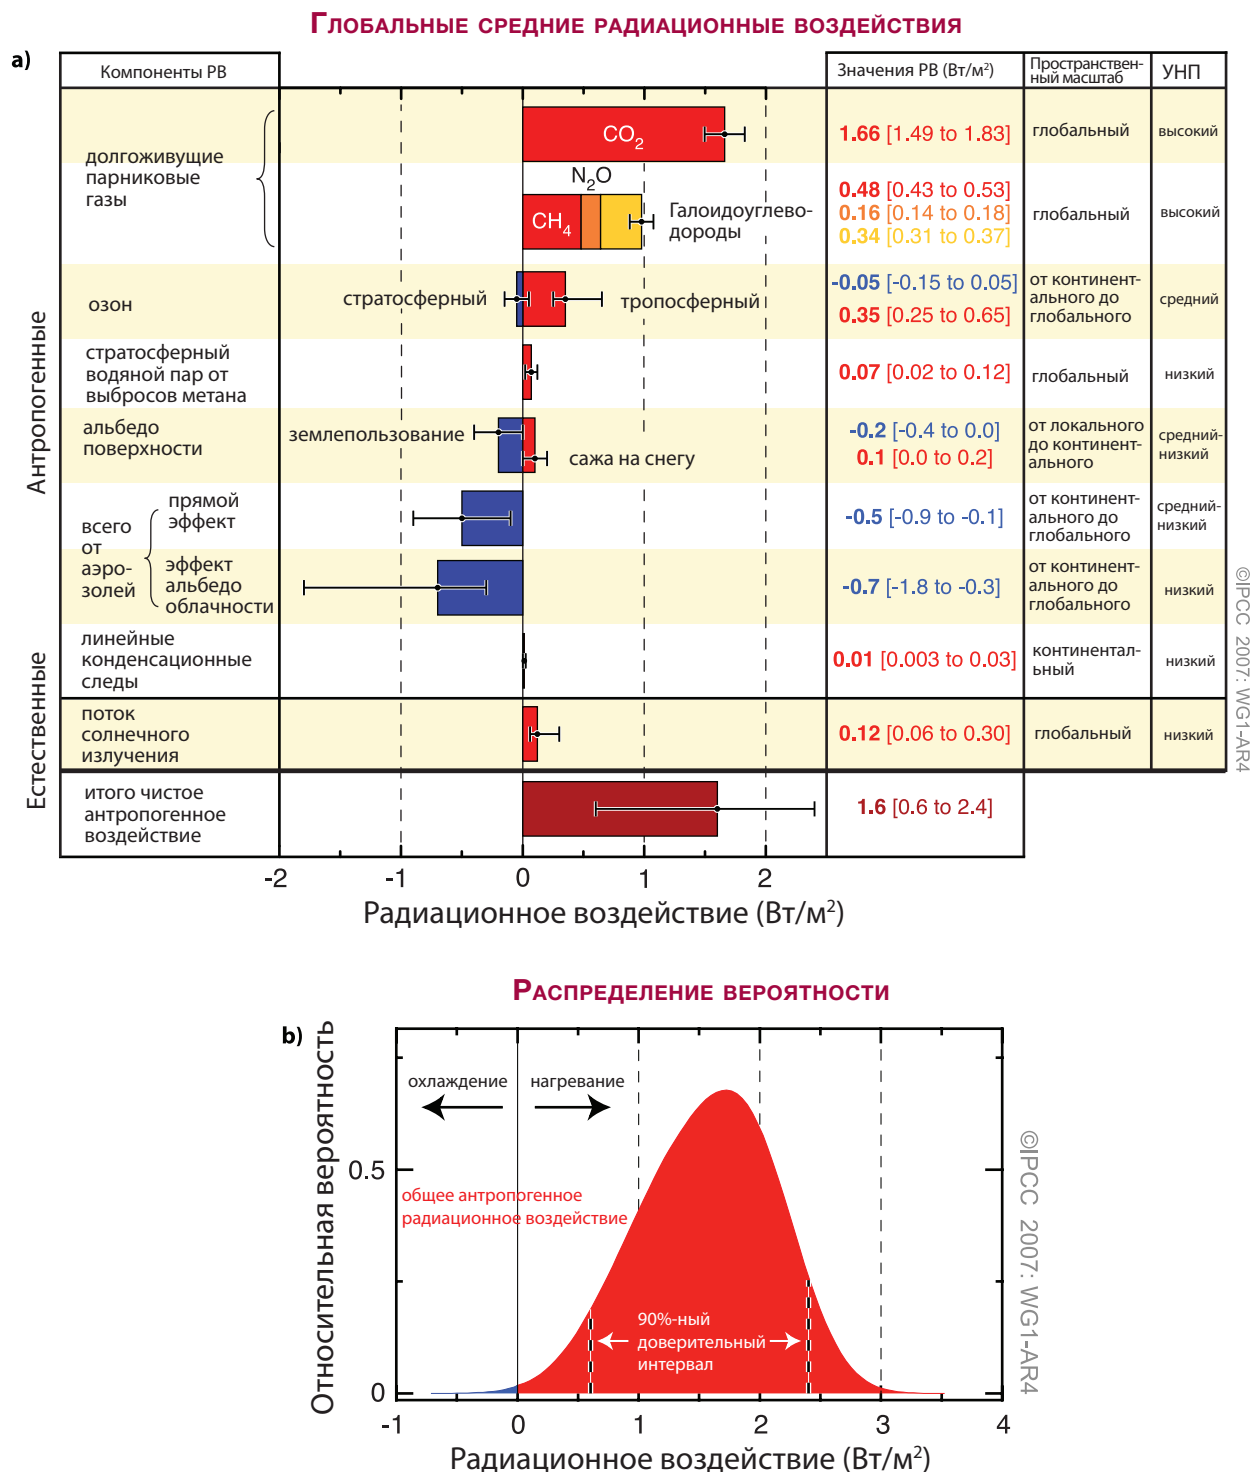 Глобальные средние радиационные воздействия
a)
Компоненты РВ
Значения РВ (Вт/м²)
Пространствен-
ный масштаб
УНП
Антропогенные
долгоживущие
парниковые
газы
CO₂
1.66 [1.49 to 1.83]
глобальный
высокий
N₂O
CH₄
Галоидоуглево-
дороды
0.48 [0.43 to 0.53]
0.16 [0.14 to 0.18]
0.34 [0.31 to 0.37]
глобальный
высокий
озон
стратосферный
тропосферный
-0.05 [-0.15 to 0.05]
0.35 [0.25 to 0.65]
от континент-
ального до
глобального
средний
стратосферный
водяной пар от
выбросов метана
0.07 [0.02 to 0.12]
глобальный
низкий
альбедо
поверхности
землепользование
сажа на снегу
-0.2 [-0.4 to 0.0]
0.1 [0.0 to 0.2]
от локального
до континент-
ального
средний-
низкий
всего
от
аэро-
золей
прямой
эффект
-0.5 [-0.9 to -0.1]
от континент-
ального до
глобального
средний-
низкий
эффект
альбедо
облачности
-0.7 [-1.8 to -0.3]
от континент-
ального до
глобального
низкий
линейные
конденсационные
следы
0.01 [0.003 to 0.03]
континенталь-
ный
низкий
Естественные
поток
солнечного
излучения
0.12 [0.06 to 0.30]
глобальный
низкий
итого чистое
антропогенное
воздействие
1.6 [0.6 to 2.4]
-2 -1 0 1 2
Радиационное воздействие (Вт/м²)
©IPCC 2007: WG1-AR4
Распределение вероятности
b)
Относительная вероятность
охлаждение
нагревание
0.5
общее антропогенное
радиационное воздействие
90%-ный
доверительный
интервал
0
-1 0 1 2 3 4
Радиационное воздействие (Вт/м²)
©IPCC 2007: WG1-AR4